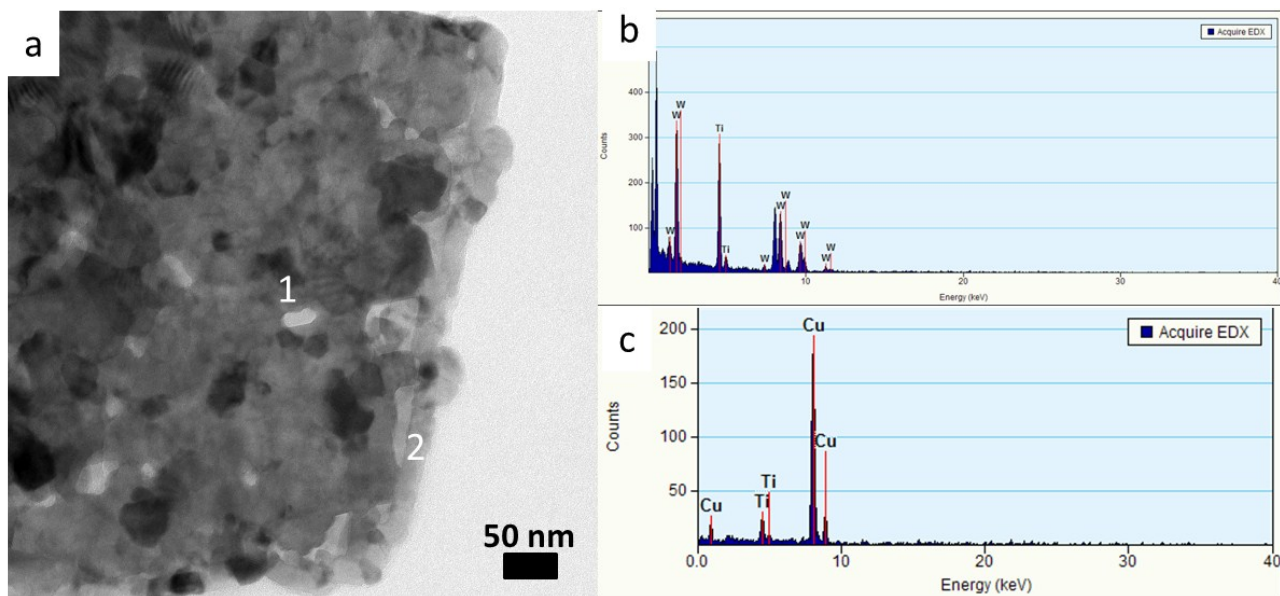 a
1
2
50 nm
b
Acquire EDX
Counts
400
300
200
100
W
W
W
Ti
Ti
W
W
W
W
W
W
W
10
20
30
40
Energy (keV)
c
Acquire EDX
Counts
200
150
100
50
Cu
Ti
Ti
Cu
Cu
0.0
10
20
30
40
Energy (keV)